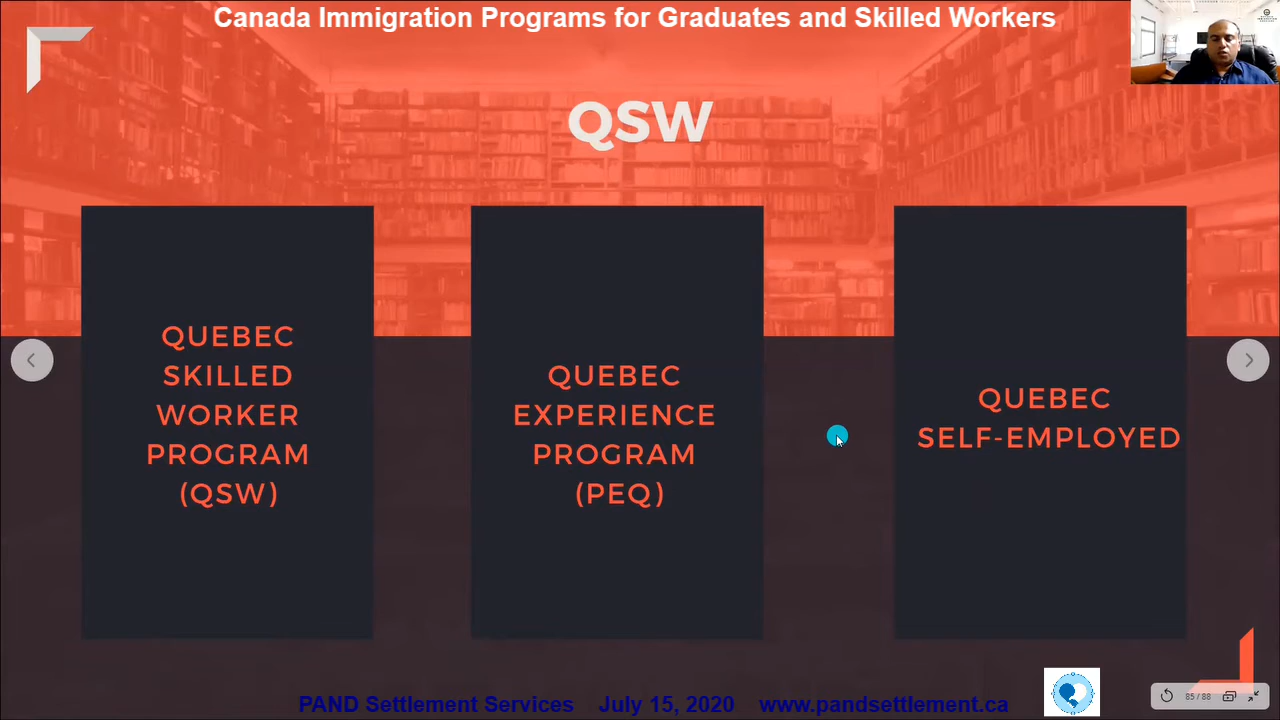 Canada Immigration Programs for Graduates and Skilled Workers
QSW
QUEBEC
SKILLED
WORKER
PROGRAM
(QSW)
QUEBEC
EXPERIENCE
PROGRAM
(PEQ)
QUEBEC
SELF-EMPLOYED
PAND Settlement Services July 15, 2020 www.pandsettlement.ca
85 / 88